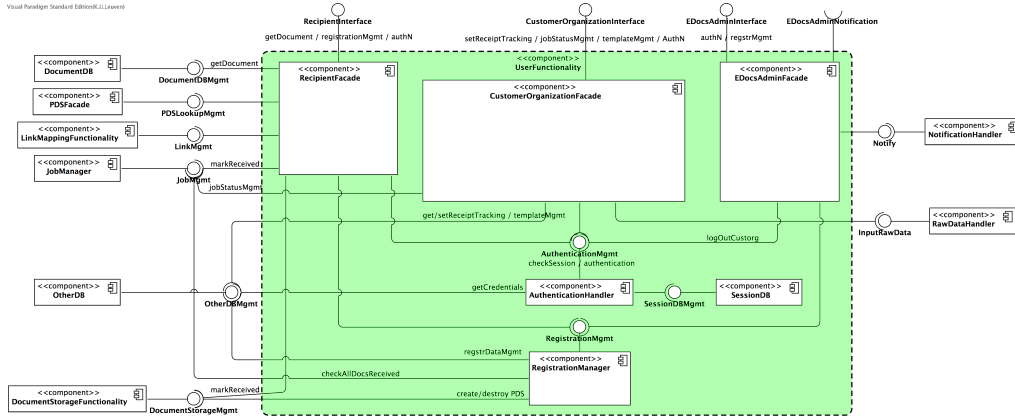 Visual Paradigm Standard Edition(K.U.Leuven)
RecipientInterface
CustomerOrganizationInterface
EDocsAdminInterface
EDocsAdminNotification
getDocument / registrationMgmt / authN
setReceiptTracking / jobStatusMgmt / templateMgmt / AuthN
authN / regstrMgmt
<<component>>
UserFunctionality
<<component>>
DocumentDB
getDocument
DocumentDBMgmt
<<component>>
RecipientFacade
<<component>>
CustomerOrganizationFacade
<<component>>
EDocsAdminFacade
<<component>>
PDSFacade
PDSLookupMgmt
<<component>>
LinkMappingFunctionality
LinkMgmt
<<component>>
NotificationHandler
Notify
<<component>>
JobManager
markReceived
JobMgmt
jobStatusMgmt
get/setReceiptTracking / templateMgmt
<<component>>
RawDataHandler
InputRawData
logOutCustorg
AuthenticationMgmt
checkSession / authentication
<<component>>
OtherDB
OtherDBMgmt
getCredentials
<<component>>
AuthenticationHandler
SessionDBMgmt
<<component>>
SessionDB
RegistrationMgmt
regstrDataMgmt
<<component>>
RegistrationManager
checkAllDocsReceived
<<component>>
DocumentStorageFunctionality
markReceived
DocumentStorageMgmt
create/destroy PDS